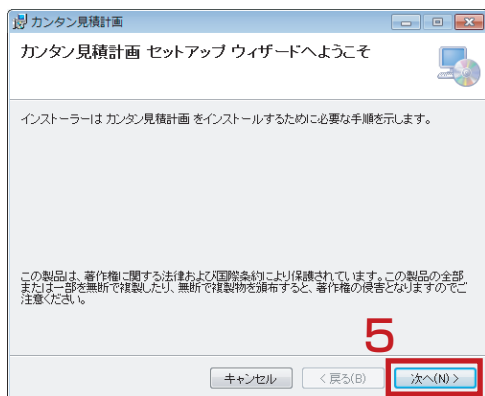 カンタン見積計画
カンタン見積計画 セットアップ ウィザードへようこそ
インストーラーは カンタン見積計画 をインストールするために必要な手順を示します。
この製品は、著作権に関する法律および国際条約により保護されています。この製品の全部
または一部を無断で複製したり、無断で複製物を頒布すると、著作権の侵害となりますのでご
注意ください。
5
キャンセル
< 戻る(B)
次へ(N) >